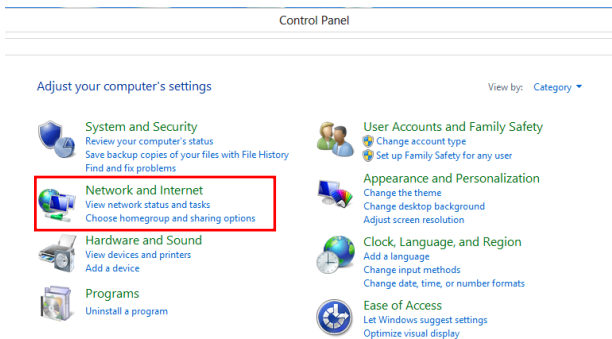 Control Panel
Adjust your computer's settings
View by: Category
System and Security
Review your computer's status
Save backup copies of your files with File History
Find and fix problems
Network and Internet
View network status and tasks
Choose homegroup and sharing options
Hardware and Sound
View devices and printers
Add a device
Programs
Uninstall a program
User Accounts and Family Safety
Change account type
Set up Family Safety for any user
Appearance and Personalization
Change the theme
Change desktop background
Adjust screen resolution
Clock, Language, and Region
Add a language
Change input methods
Change date, time, or number formats
Ease of Access
Let Windows suggest settings
Optimize visual display